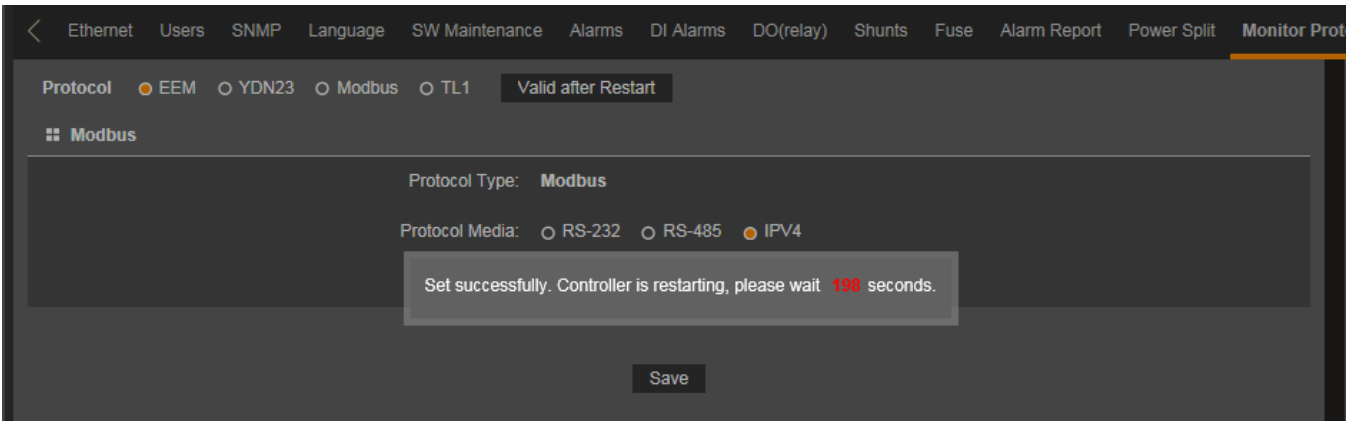 Ethernet Users SNMP Language SW Maintenance Alarms DI Alarms DO(relay) Shunts Fuse Alarm Report Power Split Monitor Prot
Protocol EEM YDN23 Modbus TL1 Valid after Restart
Modbus
Protocol Type: Modbus
Protocol Media: RS-232 RS-485 IPV4
Set successfully. Controller is restarting, please wait 198 seconds.
Save